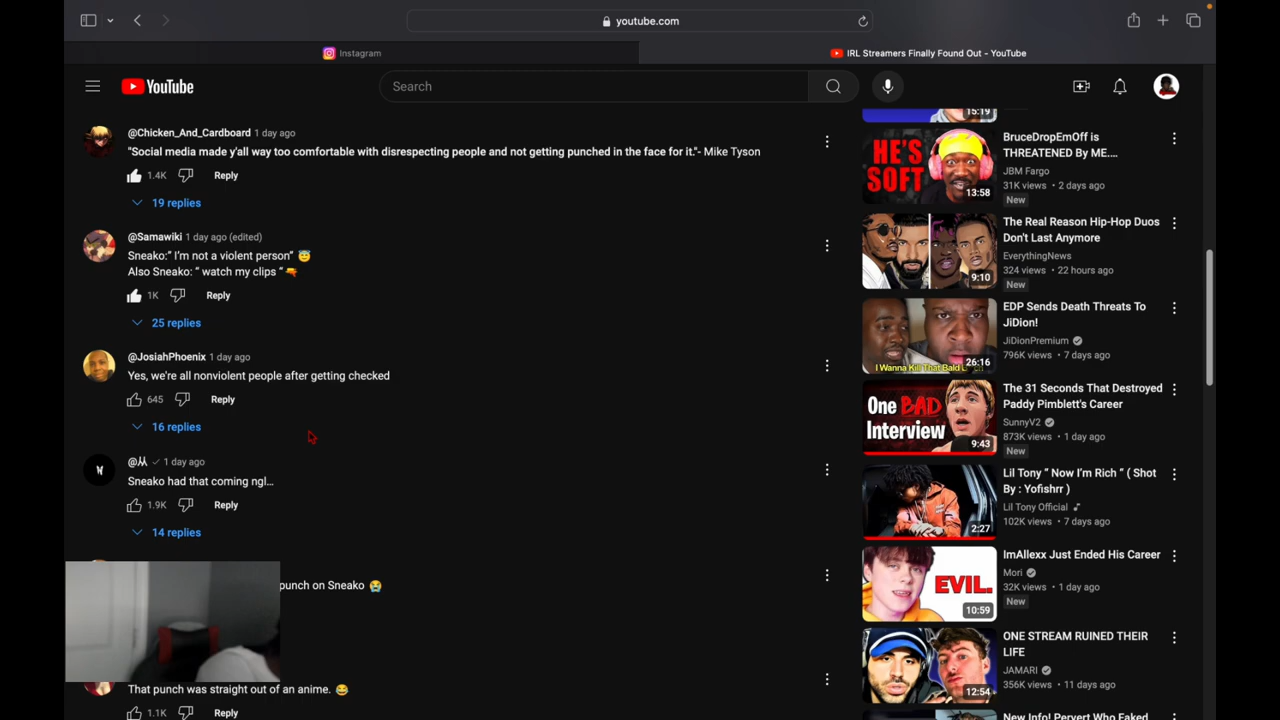 youtube.com
Instagram
IRL Streamers Finally Found Out - YouTube
YouTube
Search
@Chicken_And_Cardboard 1 day ago
"Social media made y'all way too comfortable with disrespecting people and not getting punched in the face for it."- Mike Tyson
1.4K Reply
19 replies
@Samawiki 1 day ago (edited)
Sneako:" I'm not a violent person" 😇
Also Sneako: " watch my clips " 🔫
1K Reply
25 replies
@JosiahPhoenix 1 day ago
Yes, we're all nonviolent people after getting checked
645 Reply
16 replies
1 day ago
Sneako had that coming ngl...
1.9K Reply
14 replies
punch on Sneako 😭
That punch was straight out of an anime. 😂
1.1K Reply
15:19
HE'S
SOFT
13:58
BruceDropEmOff is
THREATENED By ME....
JBM Fargo
31K views • 2 days ago
New
9:10
The Real Reason Hip-Hop Duos
Don't Last Anymore
EverythingNews
324 views • 22 hours ago
New
I Wanna Kill That Bald
26:16
EDP Sends Death Threats To
JiDion!
JiDionPremium
796K views • 7 days ago
One BAD
Interview
9:43
The 31 Seconds That Destroyed
Paddy Pimblett's Career
SunnyV2
873K views • 1 day ago
New
2:27
Lil Tony " Now I'm Rich " ( Shot
By : Yofishrr )
Lil Tony Official
102K views • 7 days ago
EVIL.
10:59
ImAllexx Just Ended His Career
Mori
32K views • 1 day ago
New
12:54
ONE STREAM RUINED THEIR
LIFE
JAMARI
356K views • 11 days ago
New Info! Pervert Who Faked